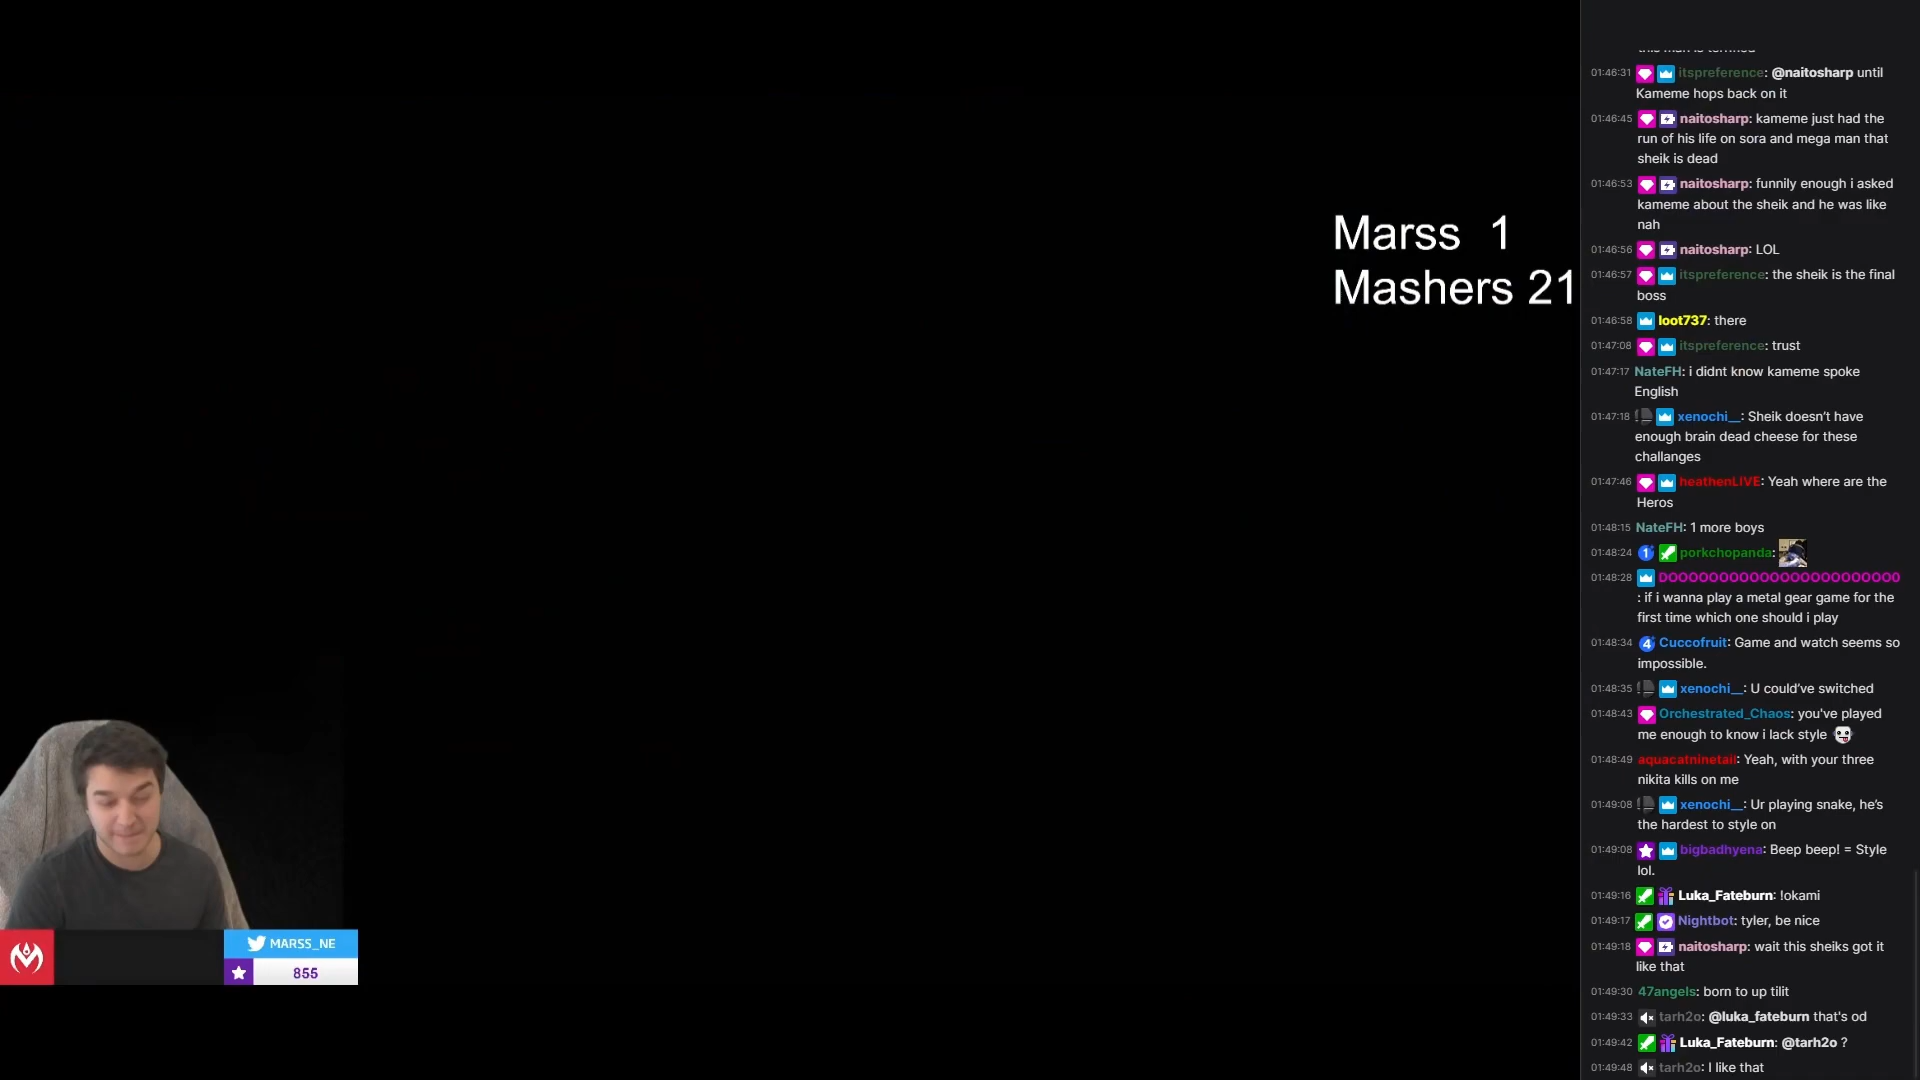 Marss 1
Mashers 21
MARSS_NE
855
01:46:31 itspreference: @naitosharp until
Kameme hops back on it
01:46:45 naitosharp: kameme just had the
run of his life on sora and mega man that
sheik is dead
01:46:53 naitosharp: funnily enough i asked
kameme about the sheik and he was like
nah
01:46:56 naitosharp: LOL
01:46:57 itspreference: the sheik is the final
boss
01:46:58 loot737: there
01:47:08 itspreference: trust
01:47:17 NateFH: i didnt know kameme spoke
English
01:47:18 xenochi__: Sheik doesn't have
enough brain dead cheese for these
challanges
01:47:46 heathenLIVE: Yeah where are the
Heros
01:48:15 NateFH: 1 more boys
01:48:24 porkchopanda:
01:48:28
: if i wanna play a metal gear game for the
first time which one should i play
01:48:34 Cuccofruit: Game and watch seems so
impossible.
01:48:35 xenochi__: U could've switched
01:48:43 Orchestrated_Chaos: you've played
me enough to know i lack style
01:48:49 aquacatninetail: Yeah, with your three
nikita kills on me
01:49:08 xenochi__: Ur playing snake, he's
the hardest to style on
01:49:08 bigbadhyena: Beep beep! = Style
lol.
01:49:16 Luka_Fateburn: !okami
01:49:17 Nightbot: tyler, be nice
01:49:18 naitosharp: wait this sheiks got it
like that
01:49:30 47angels: born to up tilit
01:49:33 tarh2o: @luka_fateburn that's od
01:49:42 Luka_Fateburn: @tarh2o ?
01:49:48 tarh2o: I like that